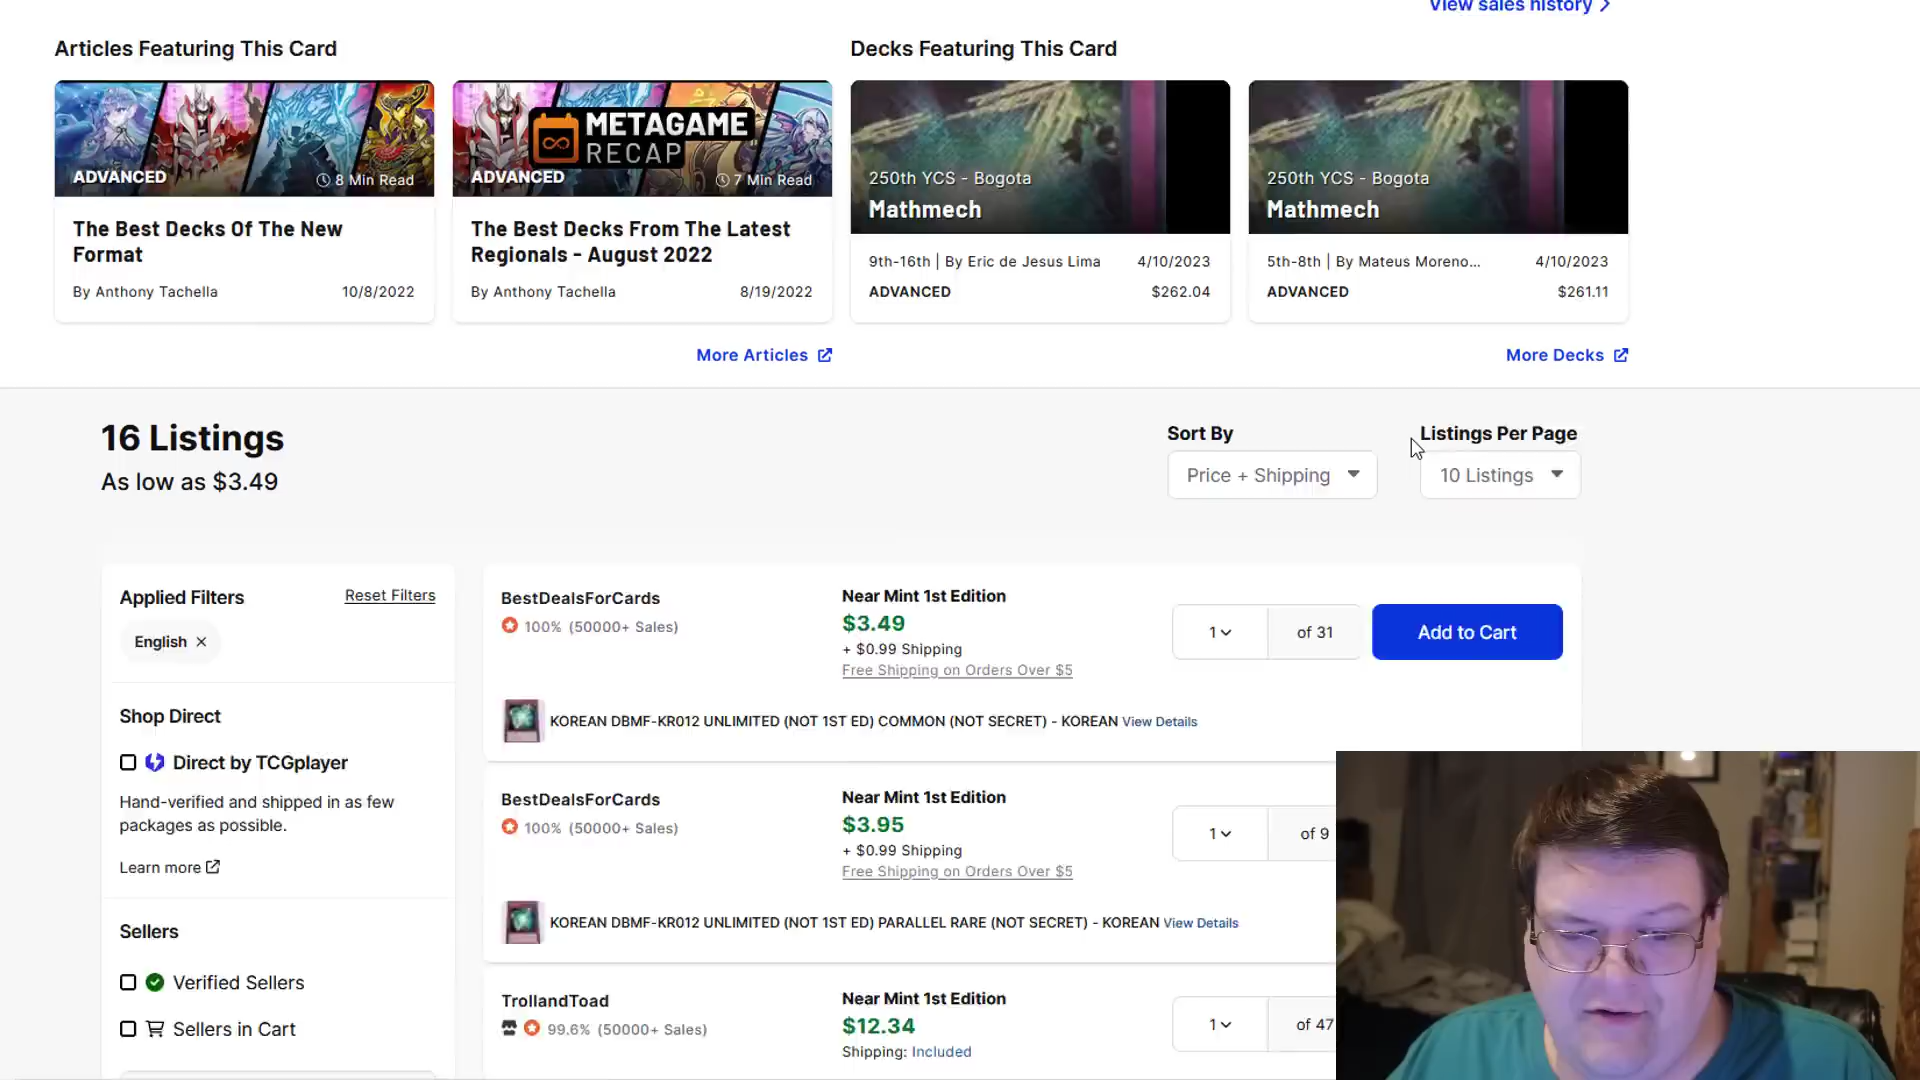 View sales history
Articles Featuring This Card
Decks Featuring This Card
ADVANCED
8 Min Read
The Best Decks Of The New
Format
By Anthony Tachella
10/8/2022
METAGAME
RECAP
ADVANCED
7 Min Read
The Best Decks From The Latest
Regionals - August 2022
By Anthony Tachella
8/19/2022
250th YCS - Bogota
Mathmech
9th-16th | By Eric de Jesus Lima
4/10/2023
ADVANCED
$262.04
250th YCS - Bogota
Mathmech
5th-8th | By Mateus Moreno...
4/10/2023
ADVANCED
$261.11
More Articles
More Decks
16 Listings
As low as $3.49
Sort By
Price + Shipping
Listings Per Page
10 Listings
Applied Filters
Reset Filters
English
Shop Direct
Direct by TCGplayer
Hand-verified and shipped in as few
packages as possible.
Learn more
Sellers
Verified Sellers
Sellers in Cart
BestDealsForCards
100% (50000+ Sales)
Near Mint 1st Edition
$3.49
+ $0.99 Shipping
Free Shipping on Orders Over $5
1
of 31
Add to Cart
KOREAN DBMF-KR012 UNLIMITED (NOT 1ST ED) COMMON (NOT SECRET) - KOREAN View Details
BestDealsForCards
100% (50000+ Sales)
Near Mint 1st Edition
$3.95
+ $0.99 Shipping
Free Shipping on Orders Over $5
1
of 9
KOREAN DBMF-KR012 UNLIMITED (NOT 1ST ED) PARALLEL RARE (NOT SECRET) - KOREAN View Details
TrollandToad
99.6% (50000+ Sales)
Near Mint 1st Edition
$12.34
Shipping: Included
1
of 47